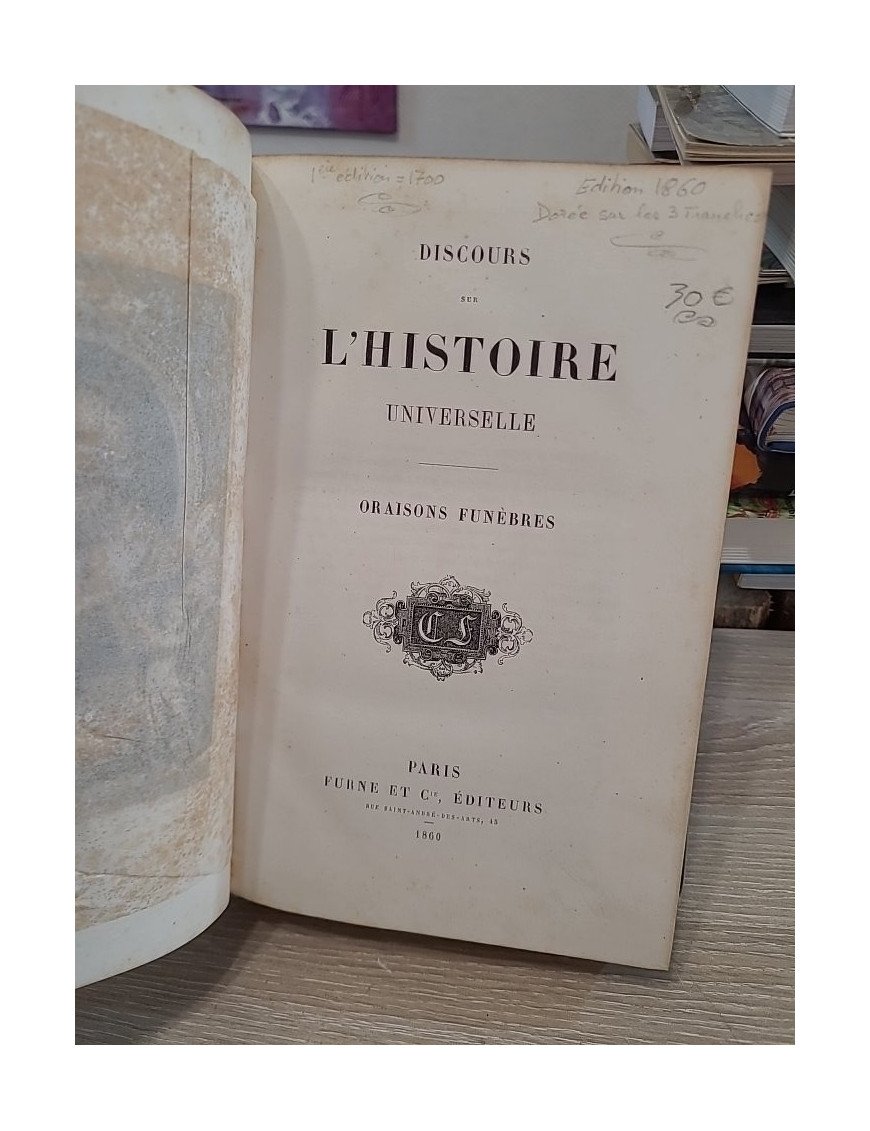 1re édition = 1700
Edition 1860
Dorée sur les 3 Tranches
30 €
DISCOURS
SUR
L'HISTOIRE
UNIVERSELLE
ORAISONS FUNÈBRES
C F
PARIS
FURNE ET CIE, ÉDITEURS
RUE SAINT-ANDRÉ-DES-ARTS, 45
1860